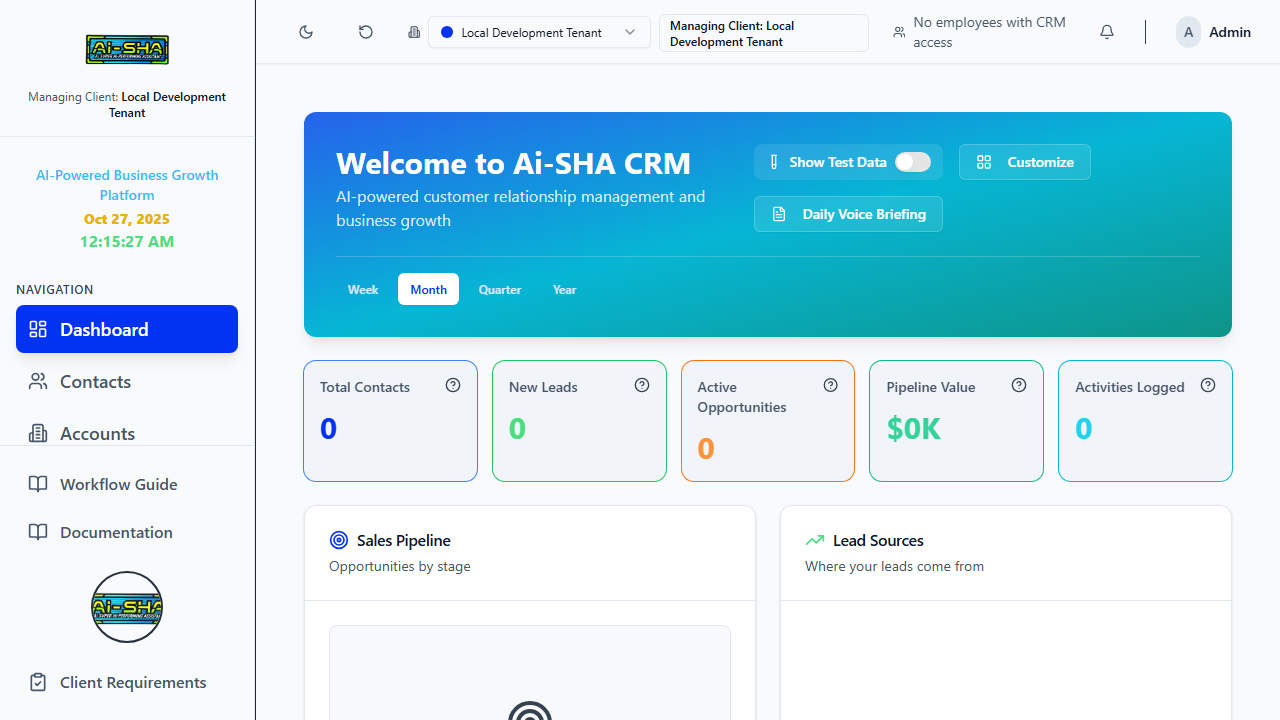 Ai-SHA
Managing Client: Local Development
Tenant
AI-Powered Business Growth
Platform
Oct 27, 2025
12:15:27 AM
NAVIGATION
Dashboard
Contacts
Accounts
Workflow Guide
Documentation
Ai-SHA
Client Requirements
Local Development Tenant
Managing Client: Local
Development Tenant
No employees with CRM
access
A
Admin
Welcome to Ai-SHA CRM
AI-powered customer relationship management and
business growth
Show Test Data
Customize
Daily Voice Briefing
Week
Month
Quarter
Year
Total Contacts
0
New Leads
0
Active
Opportunities
0
Pipeline Value
$0K
Activities Logged
0
Sales Pipeline
Opportunities by stage
Lead Sources
Where your leads come from